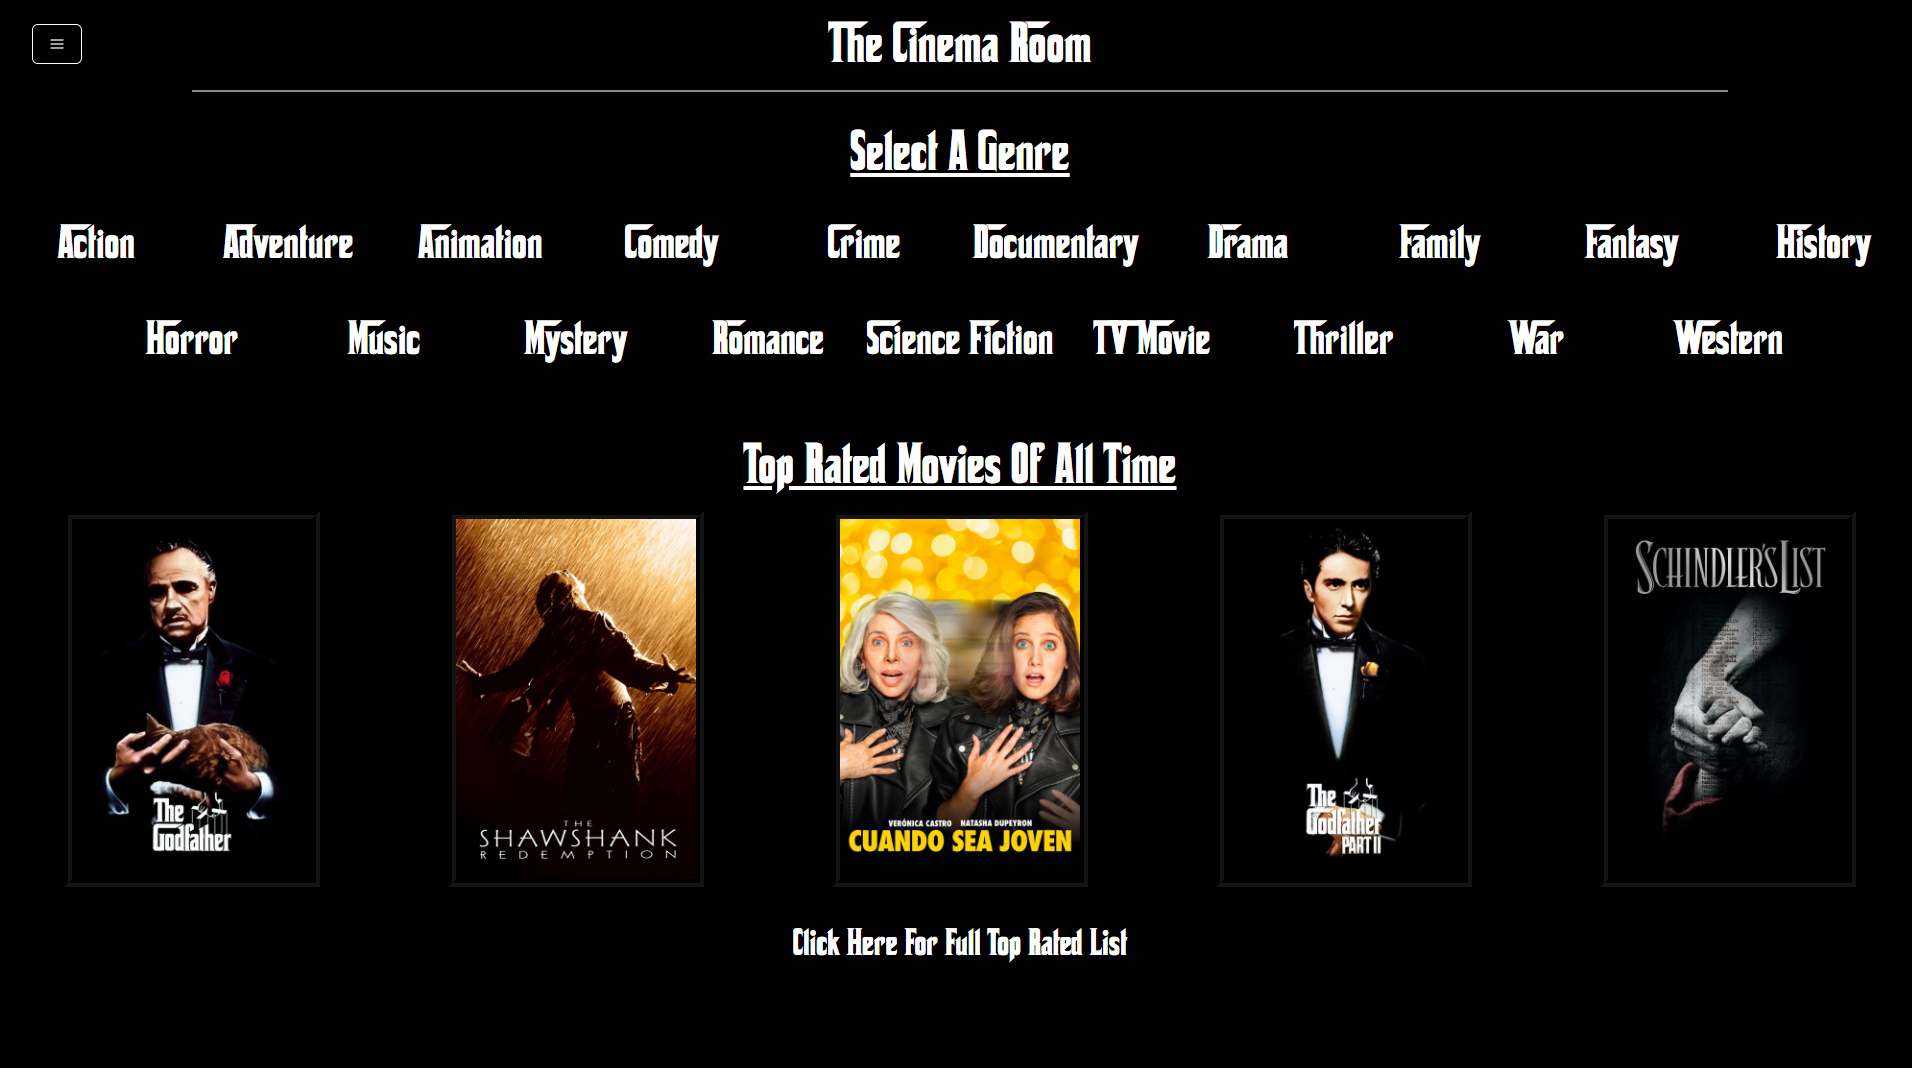 The Cinema Room
Select A Genre
Action Adventure Animation Comedy Crime Documentary Drama Family Fantasy History
Horror Music Mystery Romance Science Fiction TV Movie Thriller War Western
Top Rated Movies Of All Time
The
Godfather
THE
SHAWSHANK
REDEMPTION
VERÓNICA CASTRO NATASHA DUPEYRON
CUANDO SEA JOVEN
The
Godfather
PART II
SCHINDLER'S LIST
Click Here For Full Top Rated List